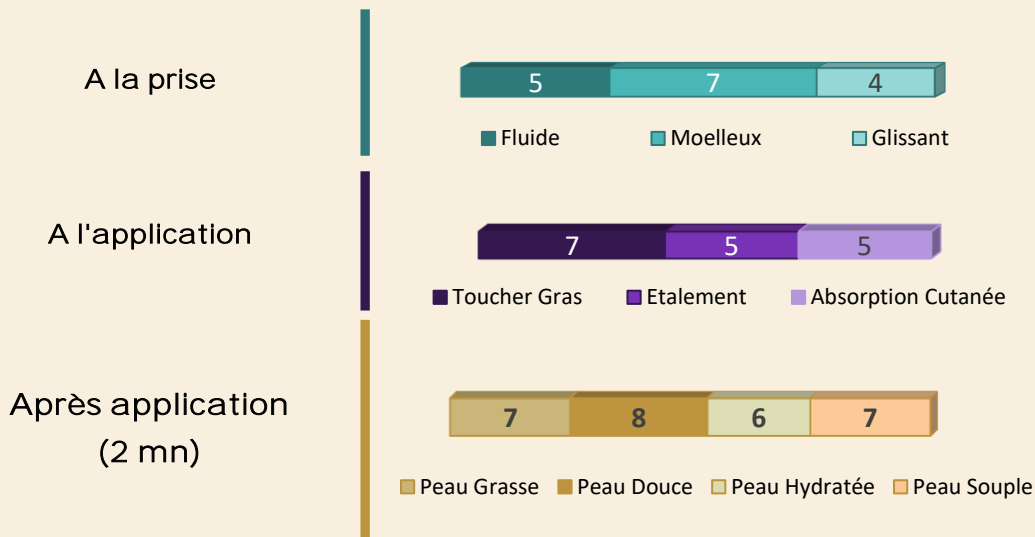 A la prise
5 7 4
Fluide Moelleux Glissant
A l'application
7 5 5
Toucher Gras Etalement Absorption Cutanée
Après application
(2 mn)
7 8 6 7
Peau Grasse Peau Douce Peau Hydratée Peau Souple